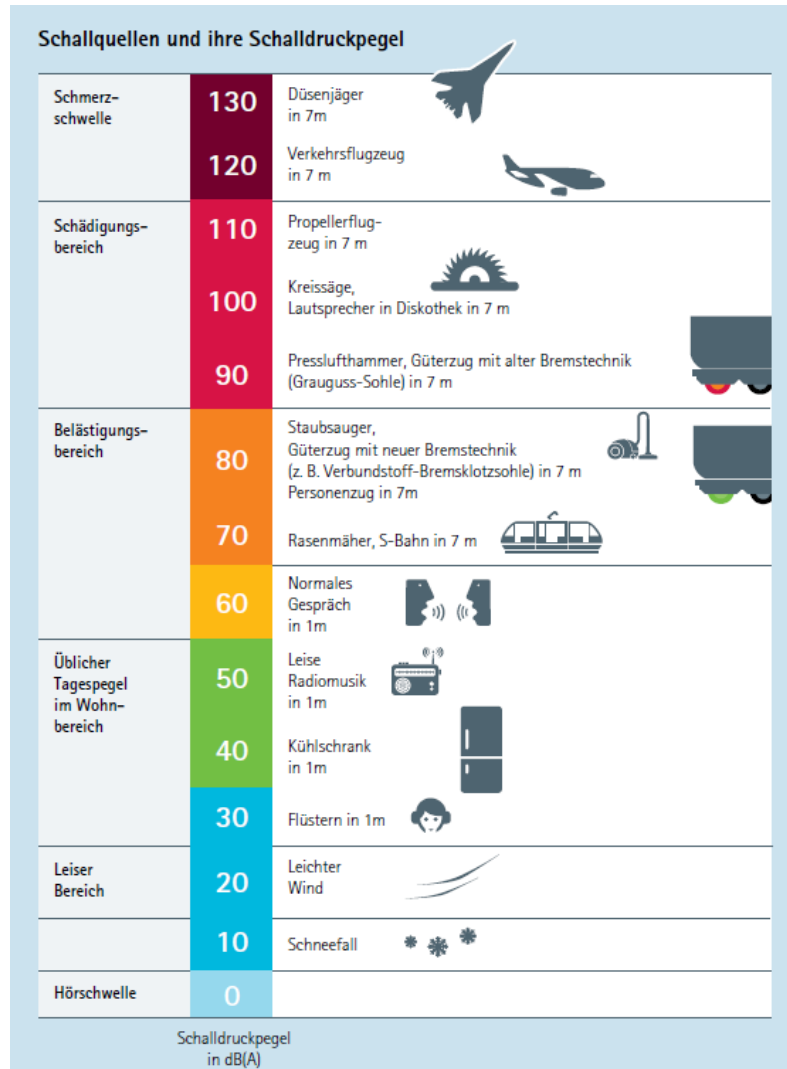 Schallquellen und ihre Schalldruckpegel
Schmerz-
schwelle
130
Düsenjäger
in 7m
120
Verkehrsflugzeug
in 7 m
Schädigungs-
bereich
110
Propellerflug-
zeug in 7 m
100
Kreissäge,
Lautsprecher in Diskothek in 7 m
90
Presslufthammer, Güterzug mit alter Bremstechnik
(Grauguss-Sohle) in 7 m
Belästigungs-
bereich
80
Staubsauger,
Güterzug mit neuer Bremstechnik
(z. B. Verbundstoff-Bremsklotzsohle) in 7 m
Personenzug in 7m
70
Rasenmäher, S-Bahn in 7 m
60
Normales
Gespräch
in 1m
Üblicher
Tagespegel
im Wohn-
bereich
50
Leise
Radiomusik
in 1m
40
Kühlschrank
in 1m
30
Flüstern in 1m
Leiser
Bereich
20
Leichter
Wind
10
Schneefall
Hörschwelle
0
Schalldruckpegel
in dB(A)